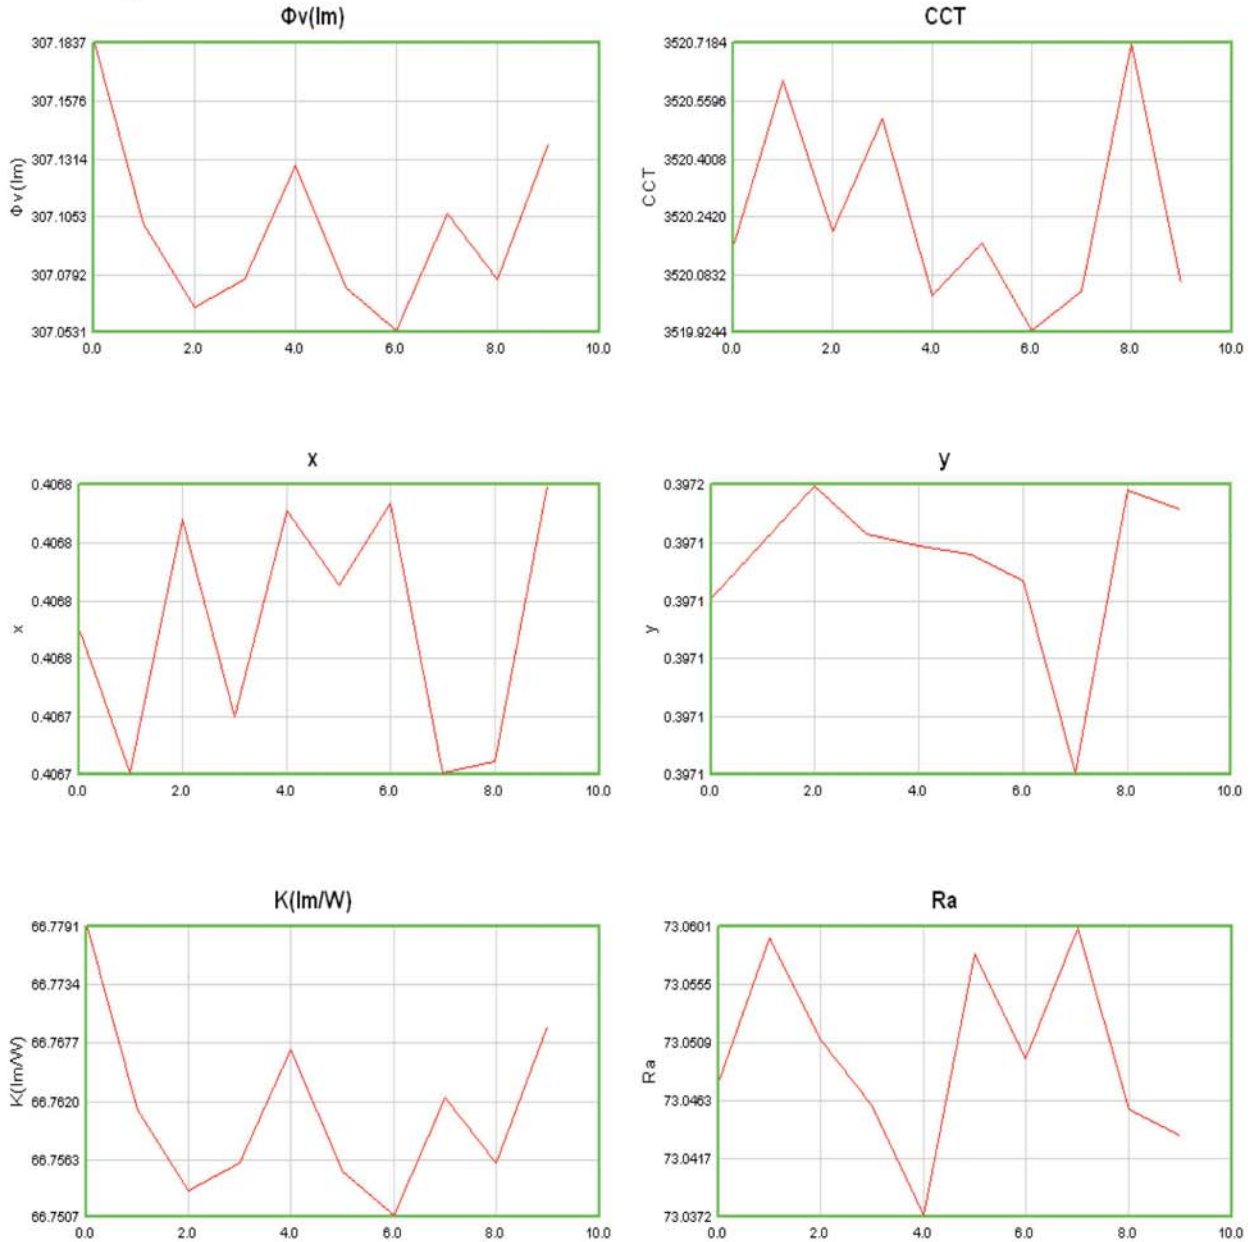 Φv(lm)
307.1837
307.1576
307.1314
307.1053
307.0792
307.0531
Φv(lm)
0.0 2.0 4.0 6.0 8.0 10.0
CCT
3520.7184
3520.5596
3520.4008
3520.2420
3520.0832
3519.9244
CCT
0.0 2.0 4.0 6.0 8.0 10.0
x
0.4068
0.4068
0.4068
0.4068
0.4067
0.4067
x
0.0 2.0 4.0 6.0 8.0 10.0
y
0.3972
0.3971
0.3971
0.3971
0.3971
0.3971
y
0.0 2.0 4.0 6.0 8.0 10.0
K(lm/W)
66.7791
66.7734
66.7677
66.7620
66.7563
66.7507
K(lm/W)
0.0 2.0 4.0 6.0 8.0 10.0
Ra
73.0601
73.0555
73.0509
73.0463
73.0417
73.0372
Ra
0.0 2.0 4.0 6.0 8.0 10.0